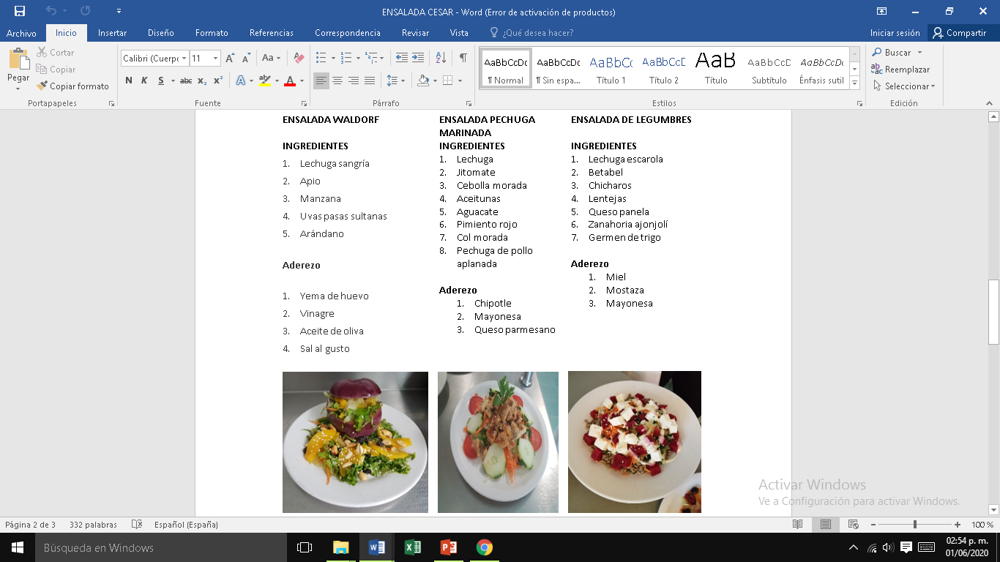 ENSALADA CESAR - Word (Error de activación de productos)
Archivo
Inicio
Insertar
Diseño
Formato
Referencias
Correspondencia
Revisar
Vista
¿Qué desea hacer?
Iniciar sesión
Compartir
Pegar
Cortar
Copiar
Copiar formato
Portapapeles
Calibri (Cuerpo
11
A A Aa
N K S abc x₂ x² A ab A
Fuente
Párrafo
AaBbCcDc
¶ Normal
AaBbCcDc
¶ Sin espa...
AaBbCc
Título 1
AaBbCcE
Título 2
AaB
Título
AaBbCcD
Subtítulo
AaBbCcDc
Énfasis sutil
Estilos
Buscar
Reemplazar
Seleccionar
Edición
ENSALADA WALDORF
INGREDIENTES
1. Lechuga sangría
2. Apio
3. Manzana
4. Uvas pasas sultanas
5. Arándano
Aderezo
1. Yema de huevo
2. Vinagre
3. Aceite de oliva
4. Sal al gusto
ENSALADA PECHUGA
MARINADA
INGREDIENTES
1. Lechuga
2. Jitomate
3. Cebolla morada
4. Aceitunas
5. Aguacate
6. Pimiento rojo
7. Col morada
8. Pechuga de pollo
aplanada
Aderezo
1. Chipotle
2. Mayonesa
3. Queso parmesano
ENSALADA DE LEGUMBRES
INGREDIENTES
1. Lechuga escarola
2. Betabel
3. Chicharos
4. Lentejas
5. Queso panela
6. Zanahoria ajonjolí
7. Germen de trigo
Aderezo
1. Miel
2. Mostaza
3. Mayonesa
Activar Windows
Ve a Configuración para activar Windows.
Página 2 de 3
332 palabras
Español (España)
100 %
Búsqueda en Windows
02:54 p. m.
01/06/2020